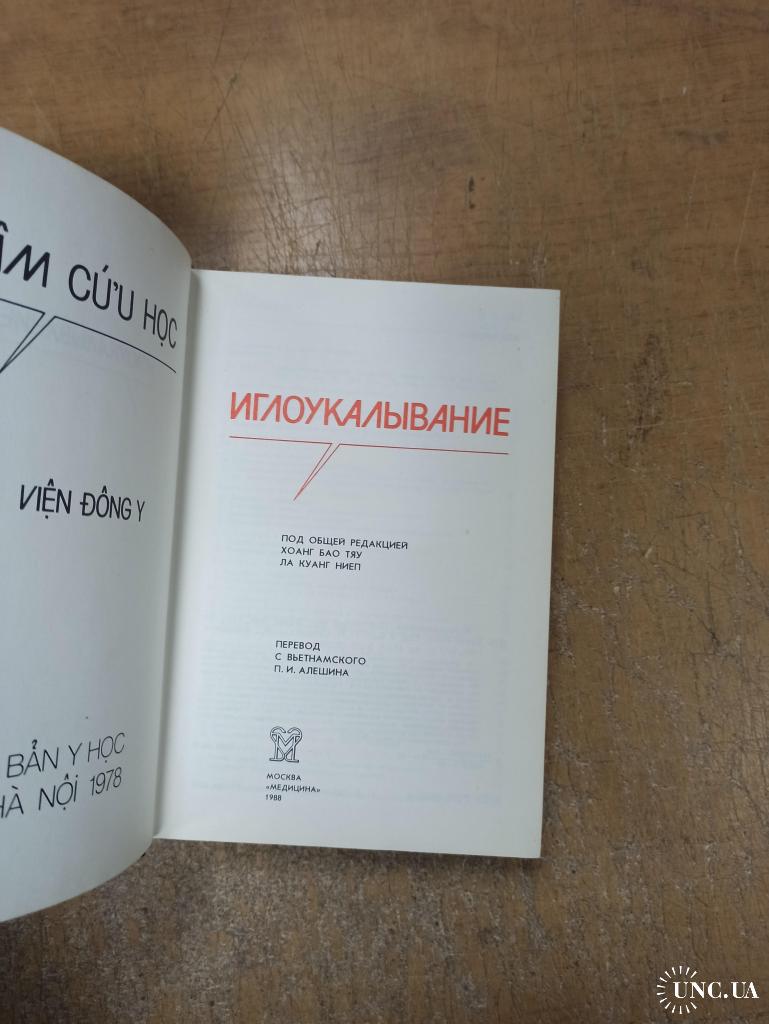 CỨU HỌC
VIỆN ĐÔNG Y
BẢN Y HỌC
HÀ NỘI 1978
ИГЛОУКАЛЫВАНИЕ
ПОД ОБЩЕЙ РЕДАКЦИЕЙ
ХОАНГ БАО ТЯУ
ЛА КУАНГ НИЕП
ПЕРЕВОД
С ВЬЕТНАМСКОГО
П. И. АЛЕШИНА
МОСКВА
«МЕДИЦИНА»
1988
UNC.UA